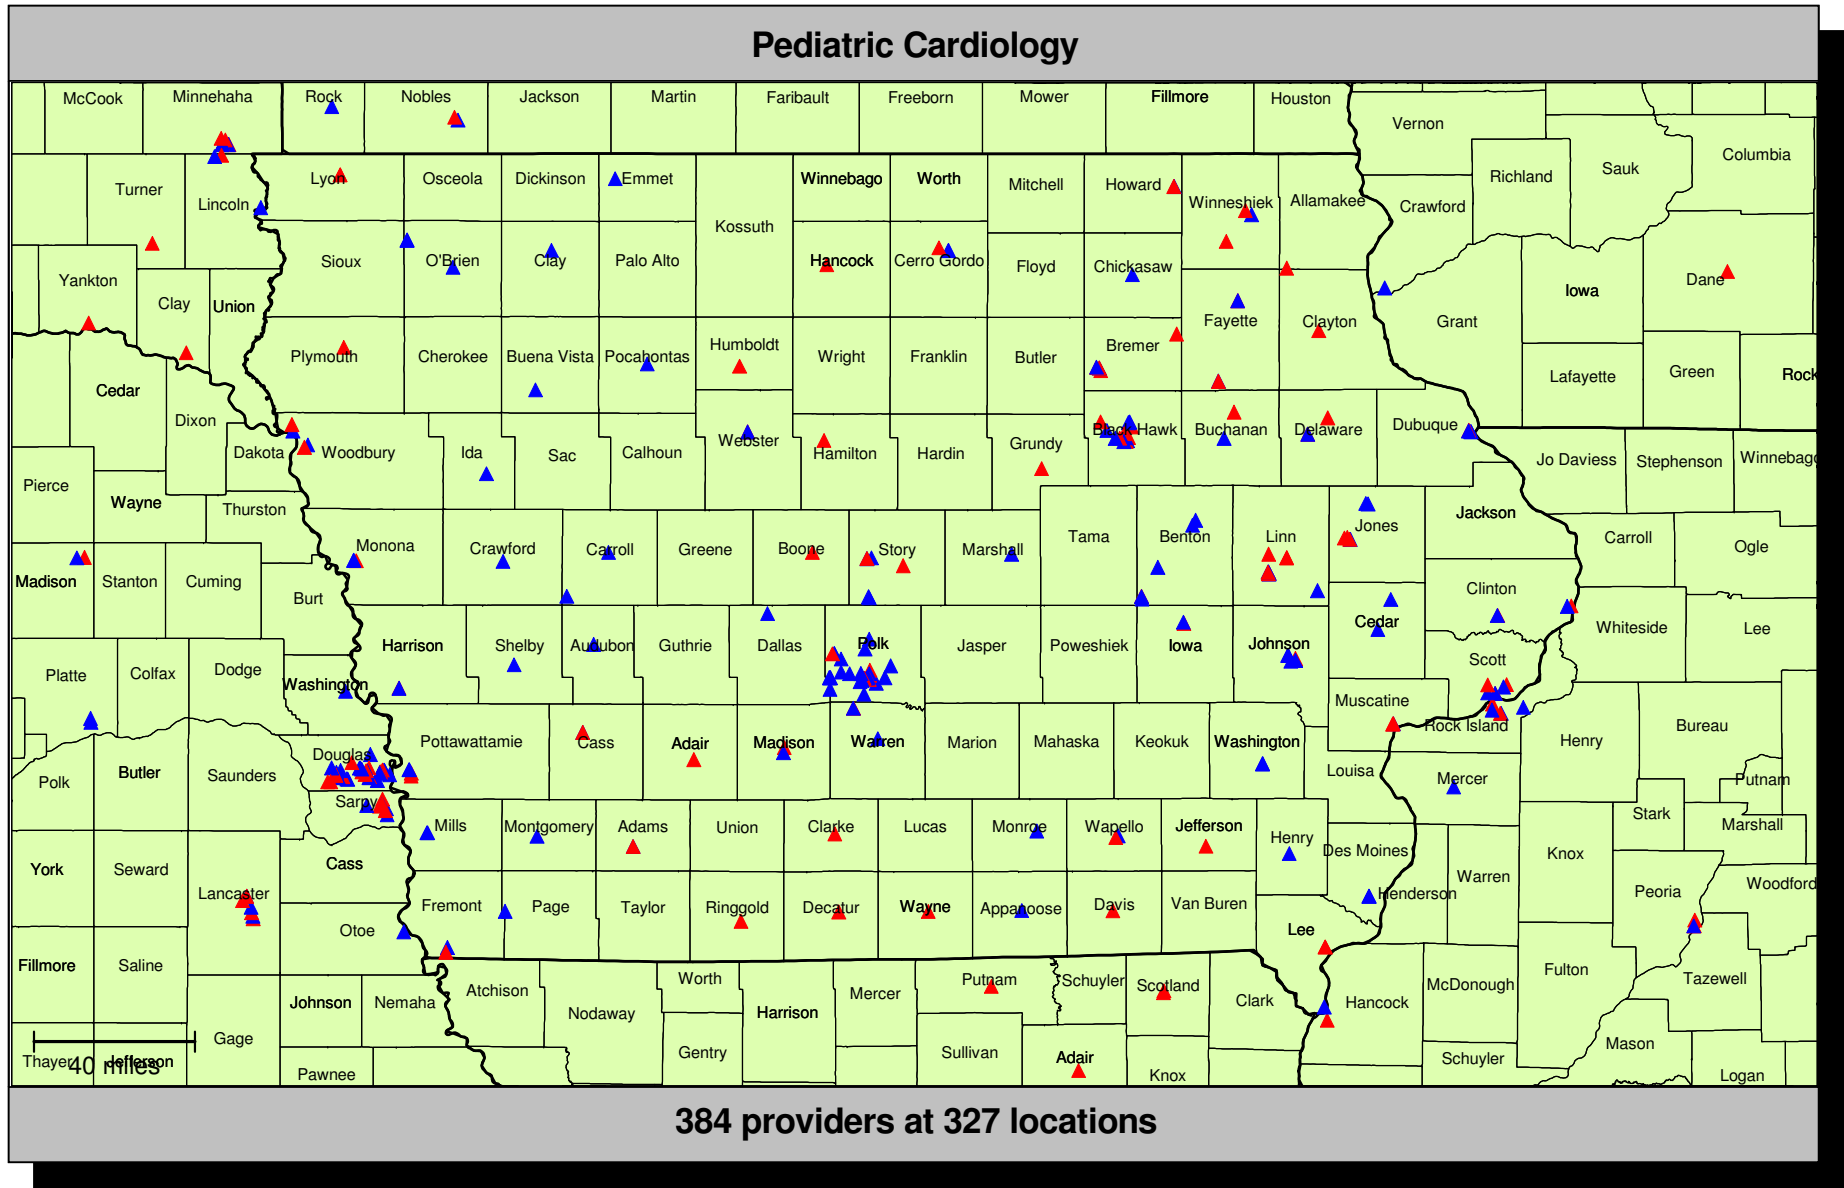 Pediatric Cardiology
McCook Minnehaha Rock Nobles Jackson Martin Faribault Freeborn Mower Fillmore Houston
Vernon Richland Sauk Columbia
Turner Lincoln Lyon Osceola Dickinson Emmet Kossuth Winnebago Worth Mitchell Howard Winneshiek Allamakee Crawford
Yankton Clay Union Sioux O'Brien Clay Palo Alto Hancock Cerro Gordo Floyd Chickasaw Fayette Clayton Grant Iowa Dane
Cedar Dixon Plymouth Cherokee Buena Vista Pocahontas Humboldt Wright Franklin Butler Bremer Lafayette Green Rock
Pierce Wayne Dakota Woodbury Ida Sac Calhoun Webster Hamilton Hardin Grundy Black Hawk Buchanan Delaware Dubuque Jo Daviess Stephenson Winnebago
Thurston Monona Crawford Carroll Greene Boone Story Marshall Tama Benton Linn Jones Jackson Carroll Ogle
Madison Stanton Cuming Burt Clinton Whiteside Lee
Harrison Shelby Audubon Guthrie Dallas Polk Jasper Poweshiek Iowa Johnson Cedar Scott
Platte Colfax Dodge Washington Muscatine Rock Island Henry Bureau
Polk Butler Saunders Douglas Pottawattamie Cass Adair Madison Warren Marion Mahaska Keokuk Washington Louisa Mercer Putnam
Sarpy Mills Montgomery Adams Union Clarke Lucas Monroe Wapello Jefferson Henry Des Moines Stark Marshall
York Seward Cass Knox Warren Henderson Peoria Woodford
Lancaster Otoe Fremont Page Taylor Ringgold Decatur Wayne Appanoose Davis Van Buren Lee
Fillmore Saline Johnson Nemaha Atchison Nodaway Worth Harrison Mercer Putnam Schuyler Scotland Clark Hancock McDonough Fulton Tazewell
Gage Gentry Sullivan Adair Schuyler Mason
Thayer Jefferson Pawnee Knox Logan
40 miles
384 providers at 327 locations